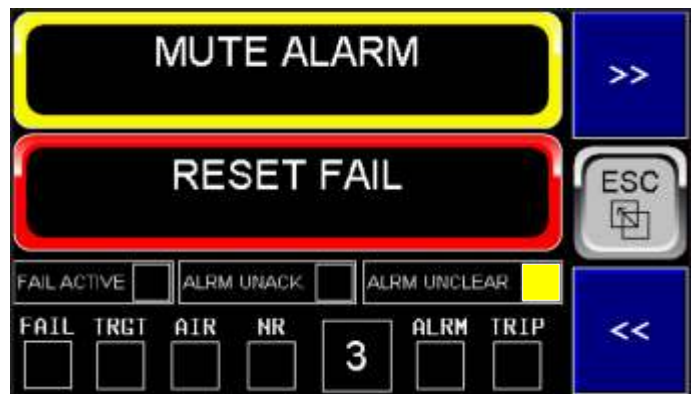 MUTE ALARM
>>
RESET FAIL
ESC
FAIL ACTIVE
ALRM UNACK
ALRM UNCLEAR
FAIL TRGT AIR NR 3 ALRM TRIP
<<